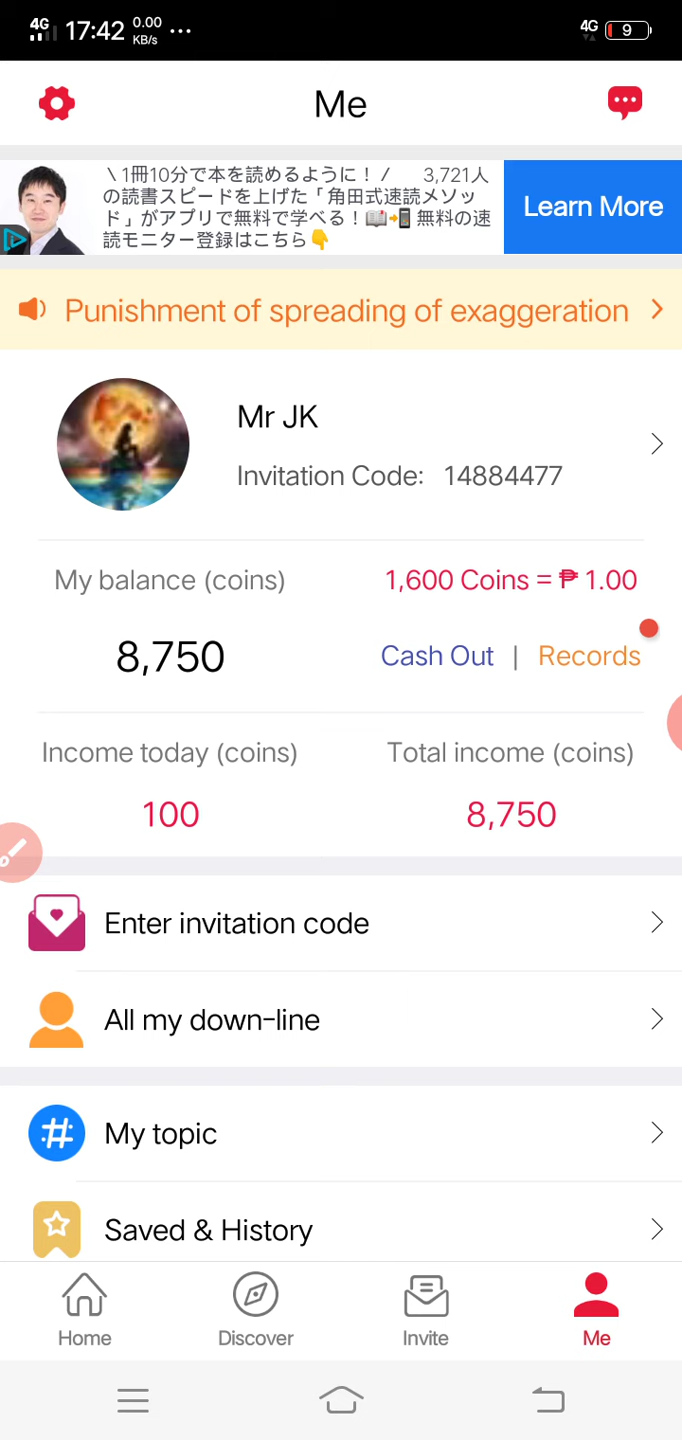 4G 17:42 0.00 KB/s ... 4G 9
Me
\1冊10分で本を読めるように！/ 3,721人
の読書スピードを上げた「角田式速読メソッ
ド」がアプリで無料で学べる！📖➡📱 無料の速
読モニター登録はこちら👇
Learn More
Punishment of spreading of exaggeration
Mr JK
Invitation Code: 14884477
My balance (coins) 1,600 Coins = ₱ 1.00
8,750 Cash Out | Records
Income today (coins) Total income (coins)
100 8,750
Enter invitation code
All my down-line
My topic
Saved & History
Home Discover Invite Me